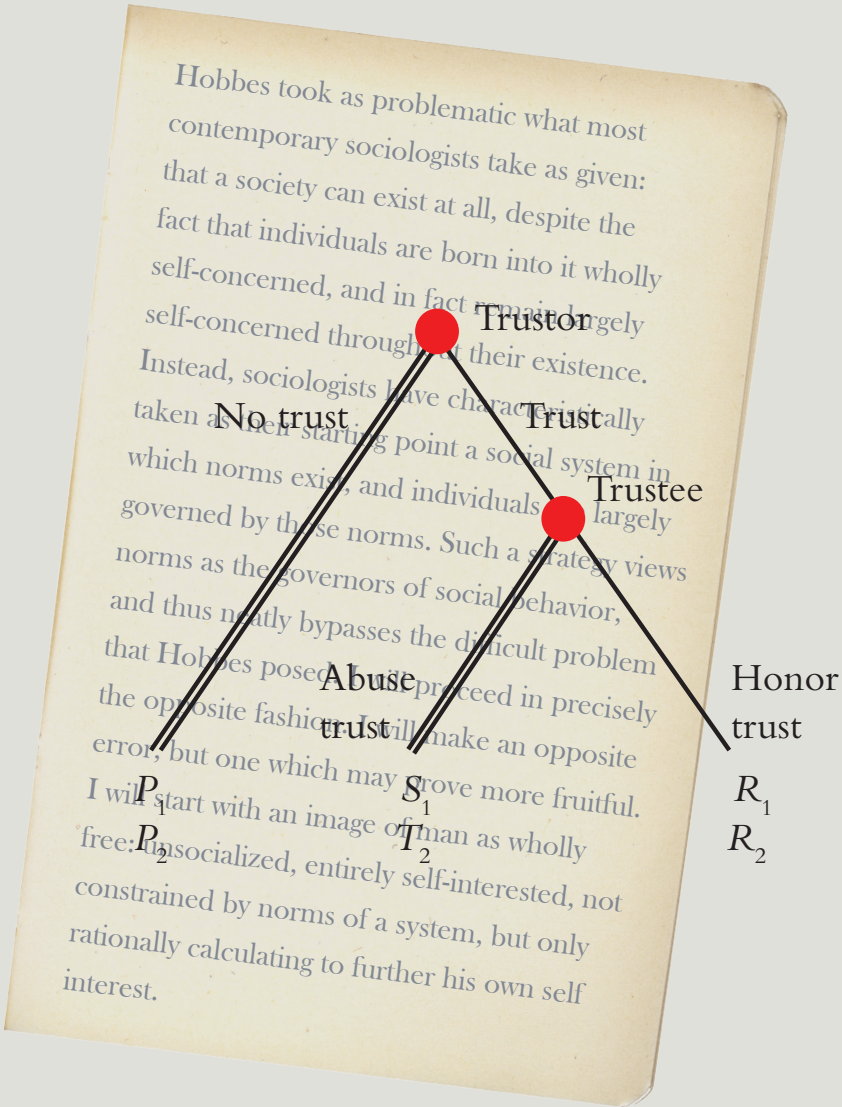 Hobbes took as problematic what most
contemporary sociologists take as given:
that a society can exist at all, despite the
fact that individuals are born into it wholly
self-concerned, and in fact remain largely
self-concerned throughout their existence.
Instead, sociologists have characteristically
taken as their starting point a social system in
which norms exist, and individuals largely
governed by those norms. Such a strategy views
norms as the governors of social behavior,
and thus neatly bypasses the difficult problem
that Hobbes posed. I will proceed in precisely
the opposite fashion. I will make an opposite
error, but one which may prove more fruitful.
I will start with an image of man as wholly
free: unsocialized, entirely self-interested, not
constrained by norms of a system, but only
rationally calculating to further his own self
interest.
Trustor
No trust
Trust
Trustee
Abuse
trust
Honor
trust
P₁
P₂
S₁
T₂
R₁
R₂